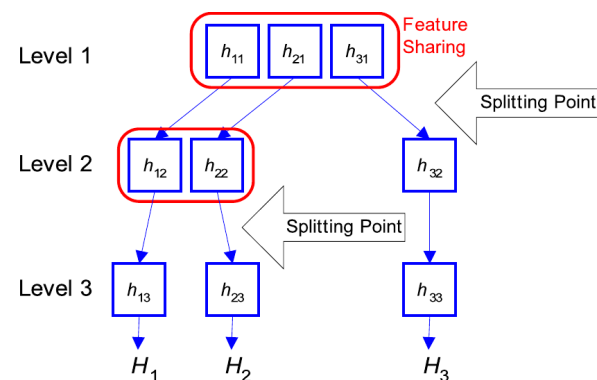 Feature
Sharing
Level 1
h11 h21 h31
Splitting Point
Level 2
h12 h22 h32
Splitting Point
Level 3
h13 h23 h33
H1 H2 H3